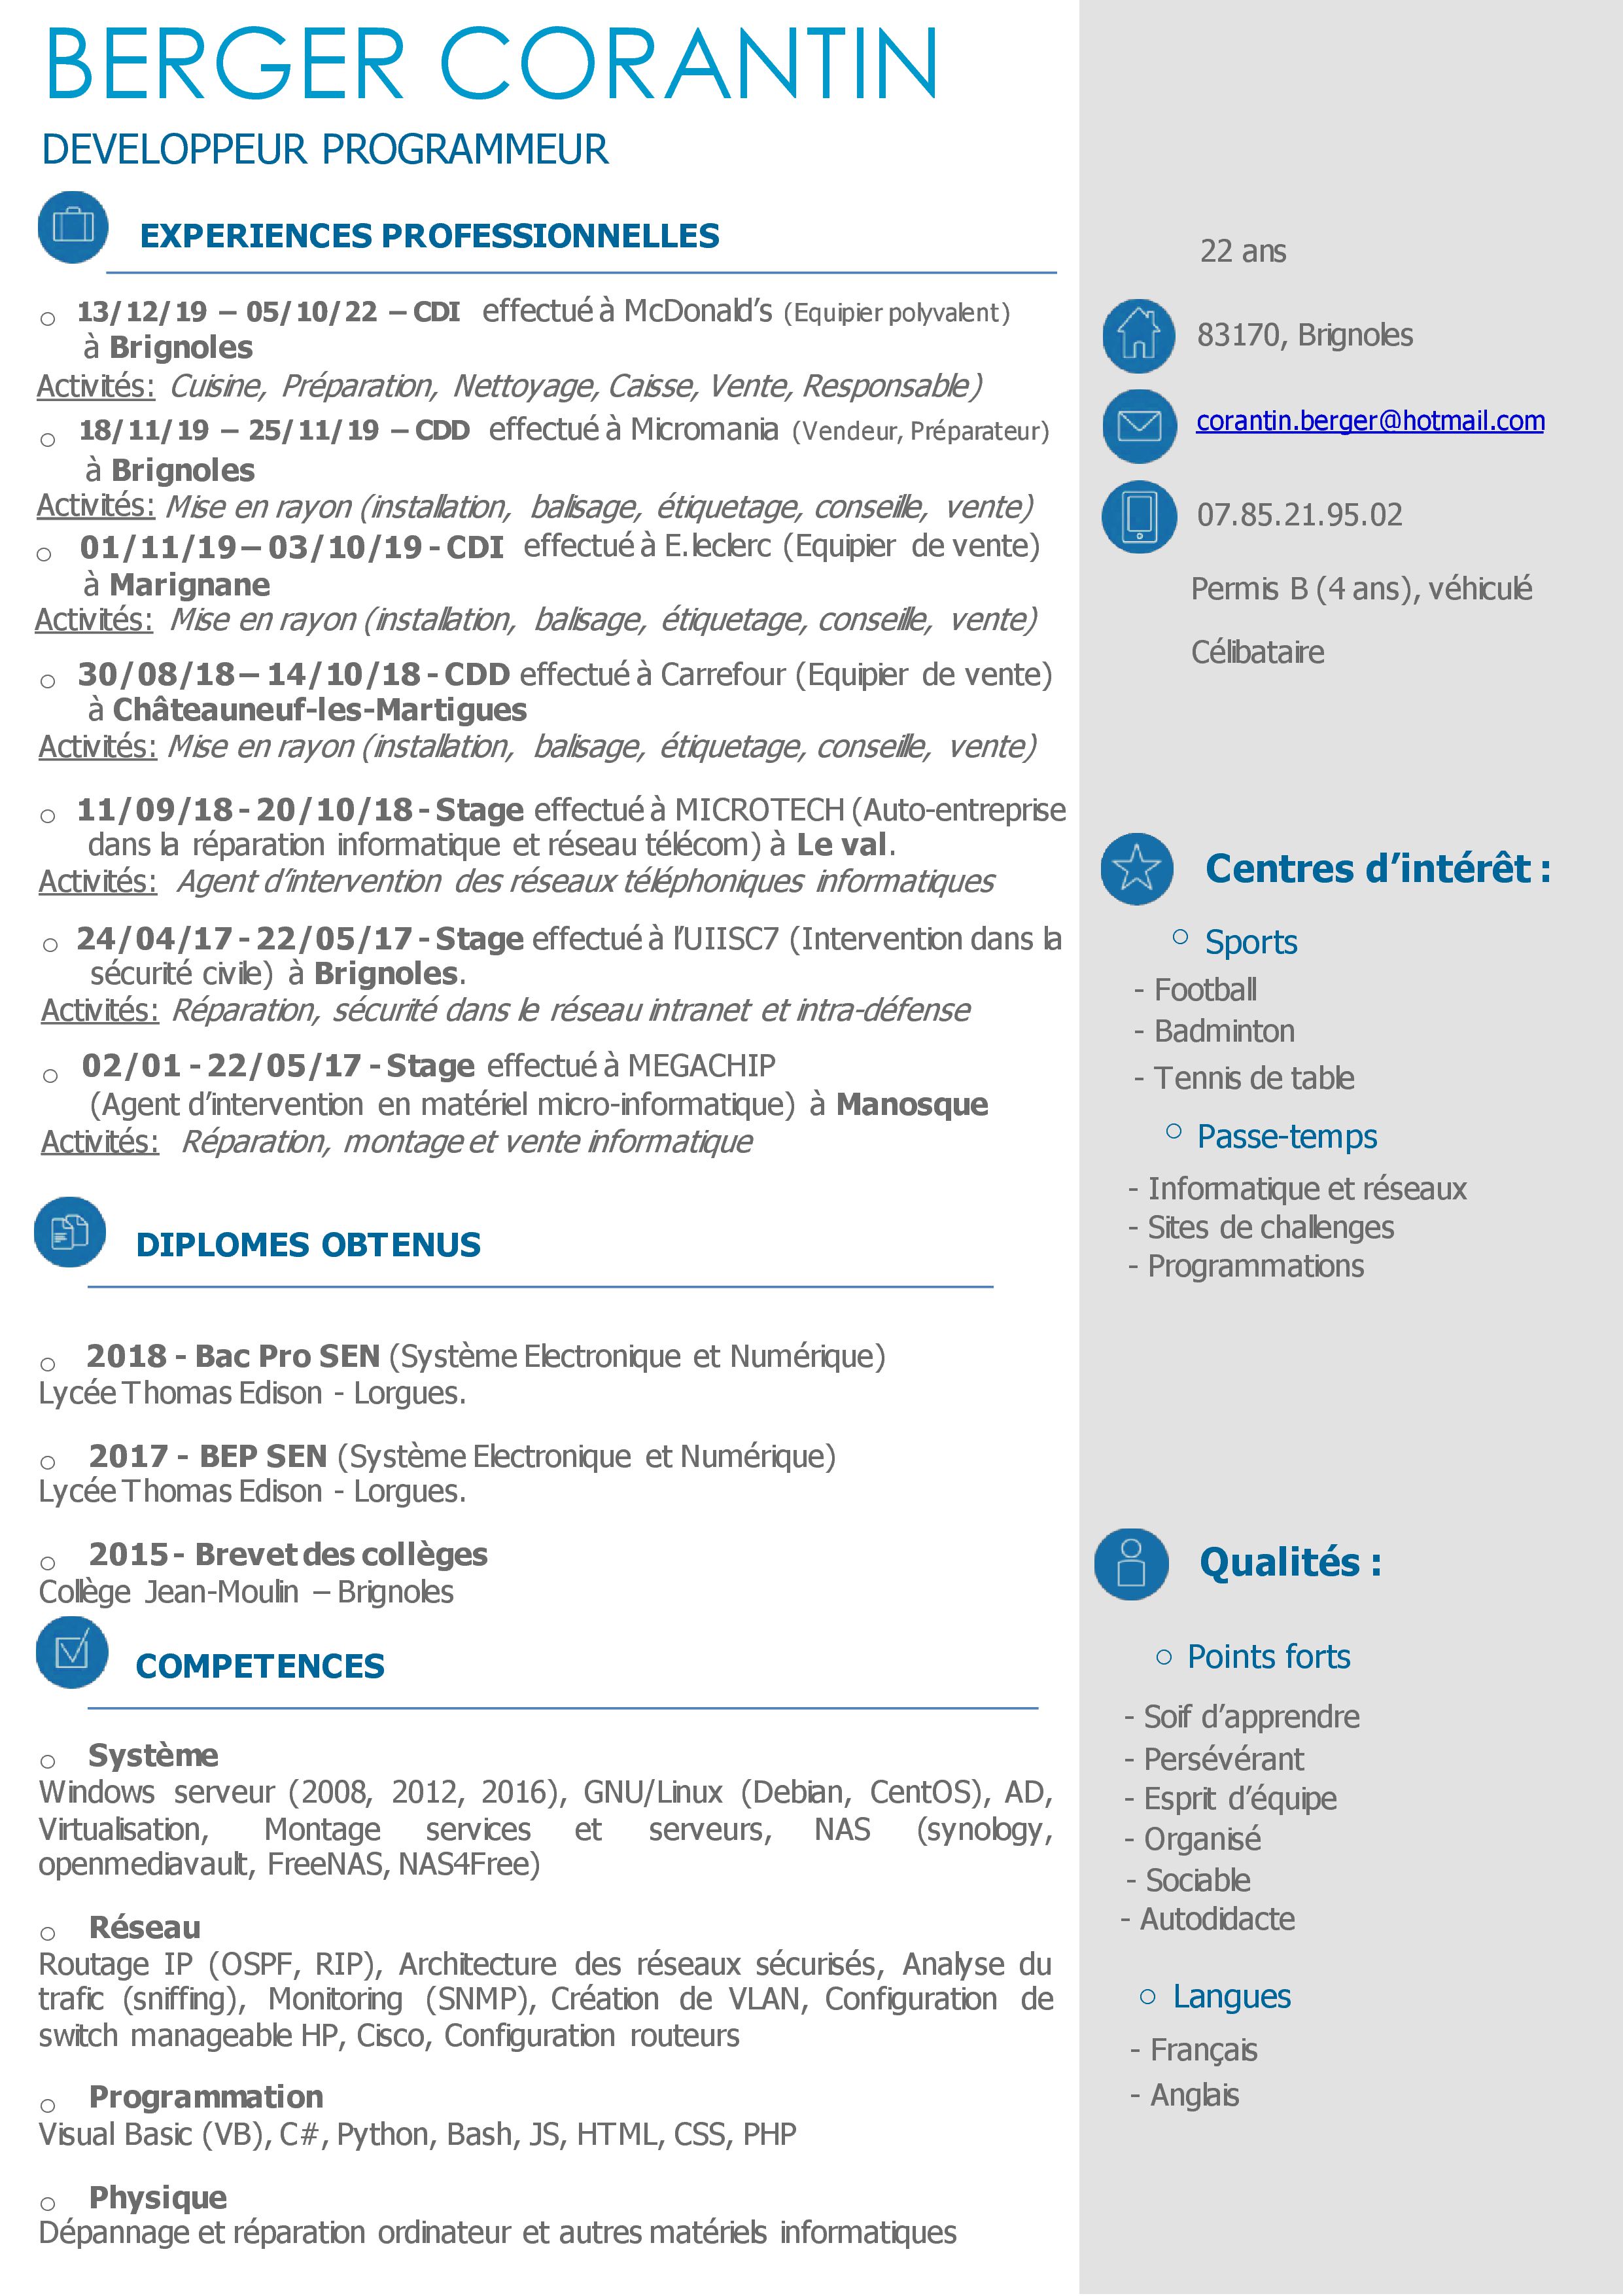 BERGER CORANTIN
DEVELOPPEUR PROGRAMMEUR
EXPERIENCES PROFESSIONNELLES
o 13/12/19 – 05/10/22 – CDI effectué à McDonald’s (Equipier polyvalent)
à Brignoles
Activités: Cuisine, Préparation, Nettoyage, Caisse, Vente, Responsable)
o 18/11/19 – 25/11/19 – CDD effectué à Micromania (Vendeur, Préparateur)
à Brignoles
Activités: Mise en rayon (installation, balisage, étiquetage, conseille, vente)
o 01/11/19 – 03/10/19 - CDI effectué à E.leclerc (Equipier de vente)
à Marignane
Activités: Mise en rayon (installation, balisage, étiquetage, conseille, vente)
o 30/08/18 – 14/10/18 - CDD effectué à Carrefour (Equipier de vente)
à Châteauneuf-les-Martigues
Activités: Mise en rayon (installation, balisage, étiquetage, conseille, vente)
o 11/09/18 - 20/10/18 - Stage effectué à MICROTECH (Auto-entreprise
dans la réparation informatique et réseau télécom) à Le val.
Activités: Agent d’intervention des réseaux téléphoniques informatiques
o 24/04/17 - 22/05/17 - Stage effectué à l’UIISC7 (Intervention dans la
sécurité civile) à Brignoles.
Activités: Réparation, sécurité dans le réseau intranet et intra-défense
o 02/01 - 22/05/17 - Stage effectué à MEGACHIP
(Agent d’intervention en matériel micro-informatique) à Manosque
Activités: Réparation, montage et vente informatique
DIPLOMES OBTENUS
o 2018 - Bac Pro SEN (Système Electronique et Numérique)
Lycée Thomas Edison - Lorgues.
o 2017 - BEP SEN (Système Electronique et Numérique)
Lycée Thomas Edison - Lorgues.
o 2015 - Brevet des collèges
Collège Jean-Moulin – Brignoles
COMPETENCES
o Système
Windows serveur (2008, 2012, 2016), GNU/Linux (Debian, CentOS), AD,
Virtualisation, Montage services et serveurs, NAS (synology,
openmediavault, FreeNAS, NAS4Free)
o Réseau
Routage IP (OSPF, RIP), Architecture des réseaux sécurisés, Analyse du
trafic (sniffing), Monitoring (SNMP), Création de VLAN, Configuration de
switch manageable HP, Cisco, Configuration routeurs
o Programmation
Visual Basic (VB), C#, Python, Bash, JS, HTML, CSS, PHP
o Physique
Dépannage et réparation ordinateur et autres matériels informatiques
22 ans
83170, Brignoles
corantin.berger@hotmail.com
07.85.21.95.02
Permis B (4 ans), véhiculé
Célibataire
Centres d’intérêt :
o Sports
- Football
- Badminton
- Tennis de table
o Passe-temps
- Informatique et réseaux
- Sites de challenges
- Programmations
Qualités :
o Points forts
- Soif d’apprendre
- Persévérant
- Esprit d’équipe
- Organisé
- Sociable
- Autodidacte
o Langues
- Français
- Anglais